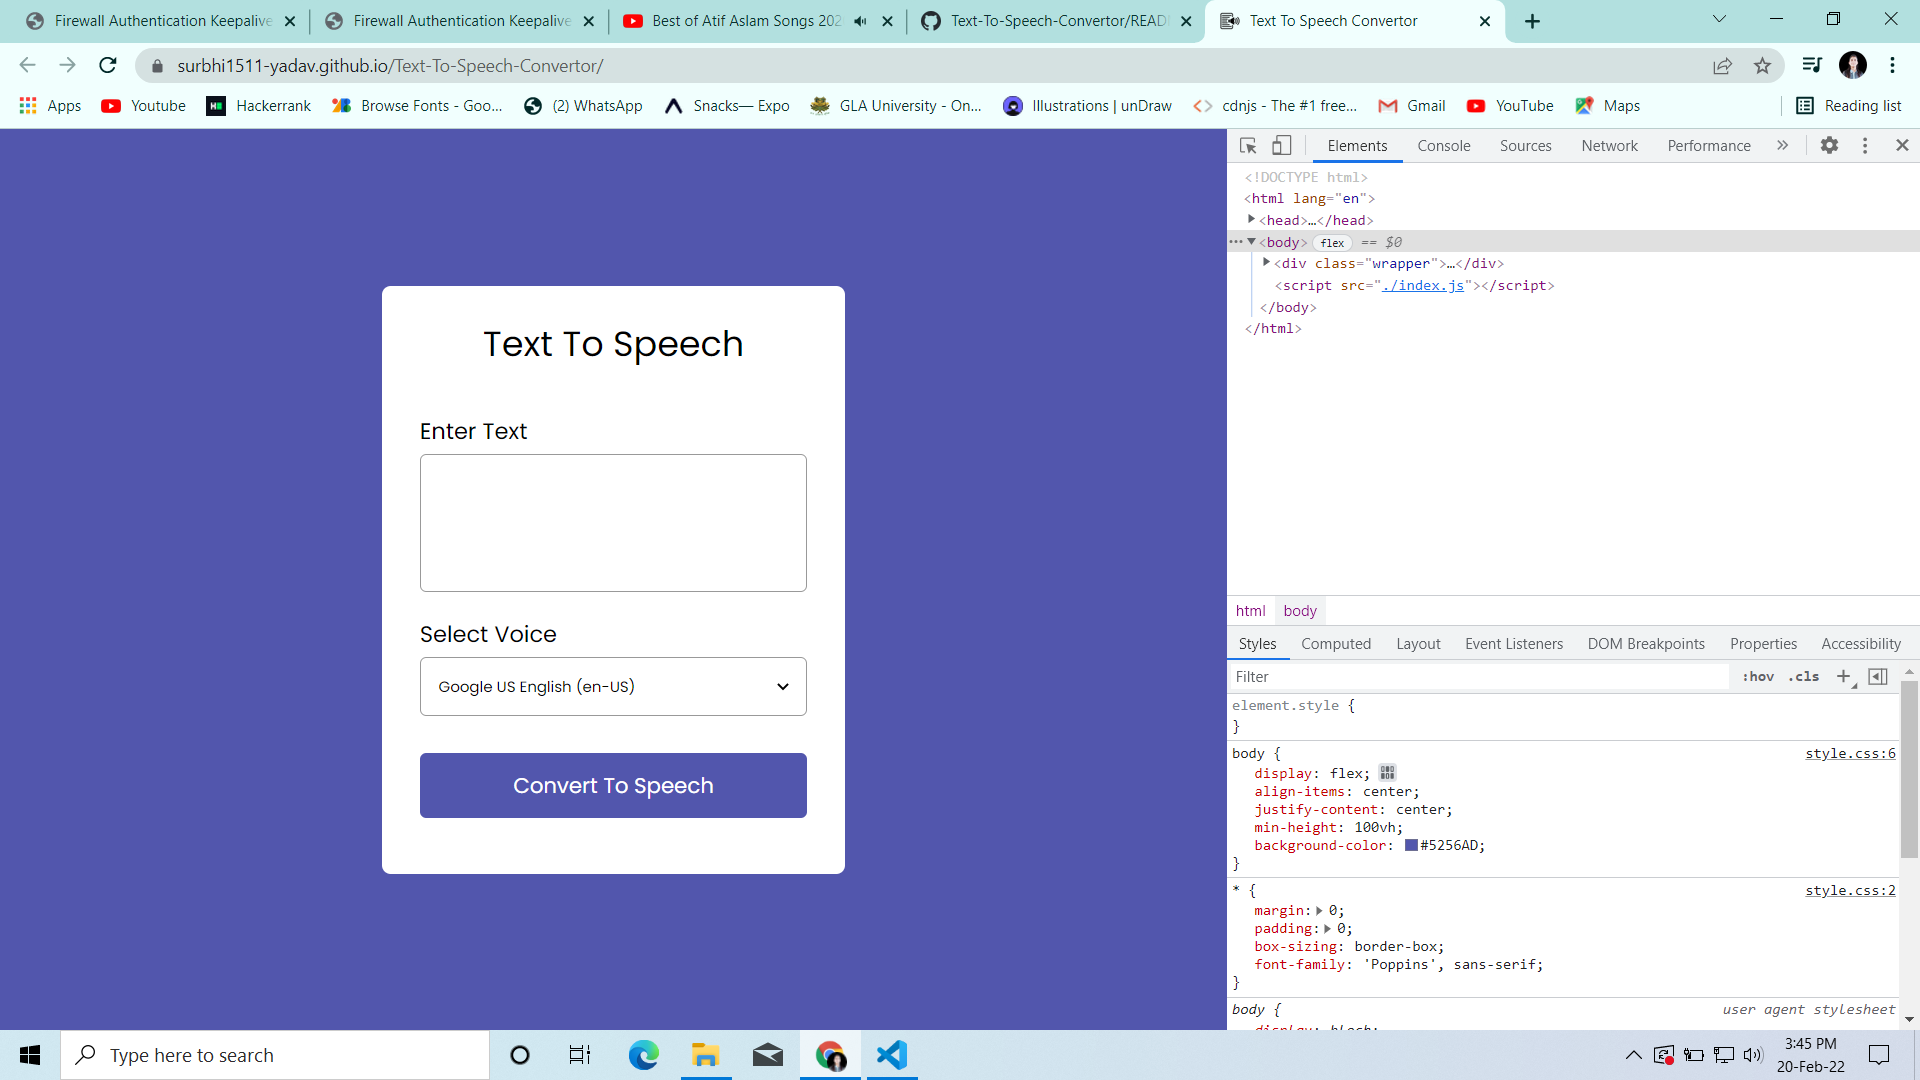 Firewall Authentication Keepalive
Firewall Authentication Keepalive
Best of Atif Aslam Songs 202
Text-To-Speech-Convertor/READ
Text To Speech Convertor
surbhi1511-yadav.github.io/Text-To-Speech-Convertor/
Apps
Youtube
Hackerrank
Browse Fonts - Goo...
(2) WhatsApp
Snacks— Expo
GLA University - On...
Illustrations | unDraw
cdnjs - The #1 free...
Gmail
YouTube
Maps
Reading list
Text To Speech
Enter Text
Select Voice
Google US English (en-US)
Convert To Speech
Elements
Console
Sources
Network
Performance
<!DOCTYPE html>
<html lang="en">
<head>…</head>
<body> flex == $0
<div class="wrapper">…</div>
<script src="./index.js"></script>
</body>
</html>
html
body
Styles
Computed
Layout
Event Listeners
DOM Breakpoints
Properties
Accessibility
Filter
:hov
.cls
element.style {
}
body {
style.css:6
display: flex;
align-items: center;
justify-content: center;
min-height: 100vh;
background-color: #5256AD;
}
* {
style.css:2
margin: 0;
padding: 0;
box-sizing: border-box;
font-family: 'Poppins', sans-serif;
}
body {
user agent stylesheet
display: block;
Type here to search
3:45 PM
20-Feb-22